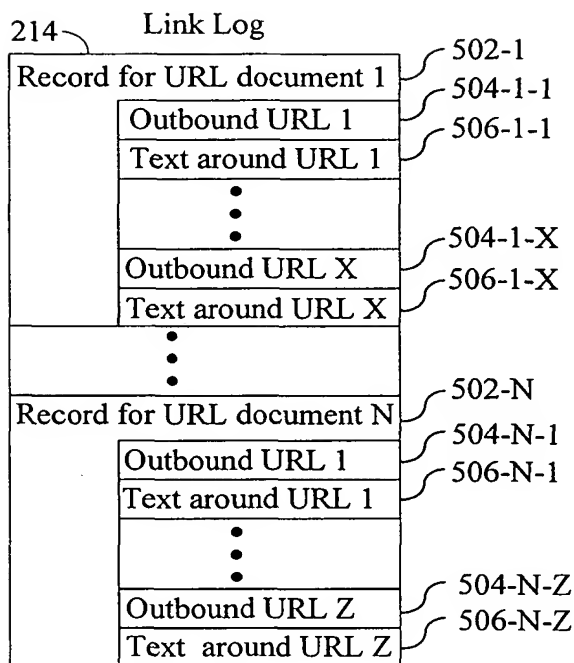 214
Link Log
Record for URL document 1
502-1
Outbound URL 1
504-1-1
Text around URL 1
506-1-1
Outbound URL X
504-1-X
Text around URL X
506-1-X
Record for URL document N
502-N
Outbound URL 1
504-N-1
Text around URL 1
506-N-1
Outbound URL Z
504-N-Z
Text around URL Z
506-N-Z